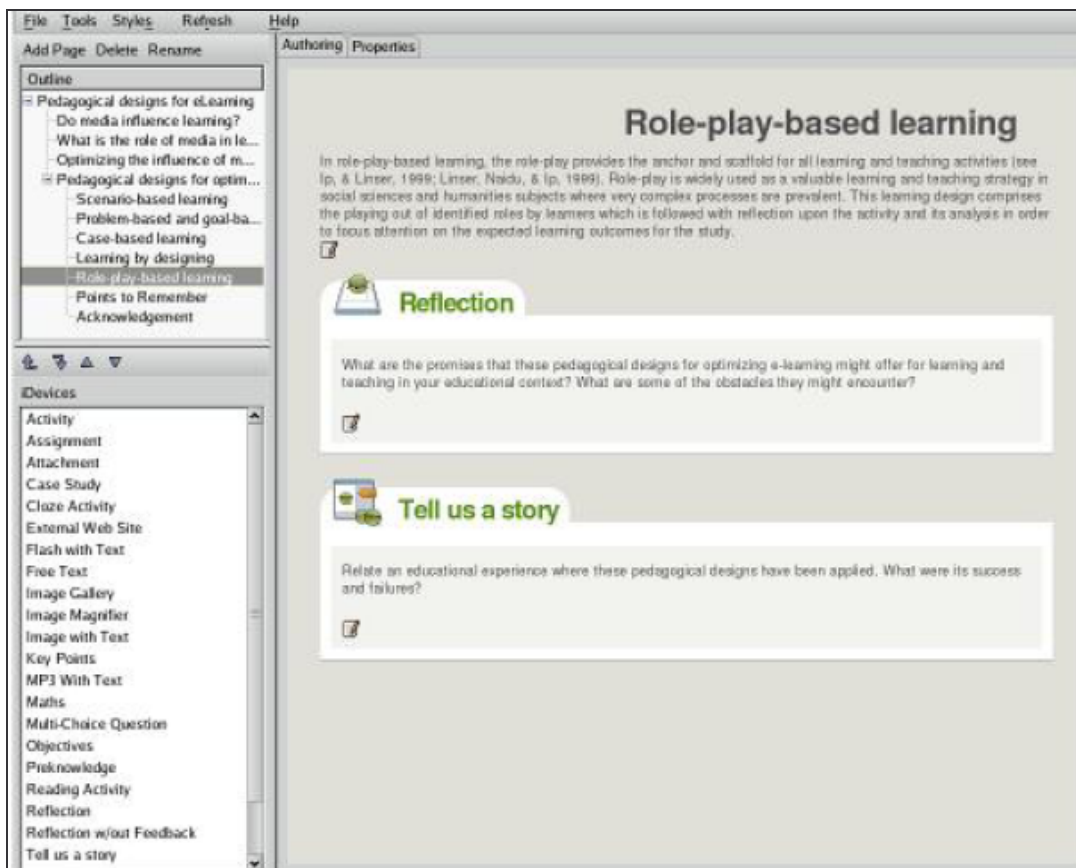 File Tools Styles Refresh Help
Add Page Delete Rename
Outline
Pedagogical designs for eLearning
Do media influence learning?
What is the role of media in le...
Optimizing the influence of m...
Pedagogical designs for optim...
Scenario-based learning
Problem-based and goal-ba...
Case-based learning
Learning by designing
Role-play-based learning
Points to Remember
Acknowledgement
iDevices
Activity
Assignment
Attachment
Case Study
Cloze Activity
External Web Site
Flash with Text
Free Text
Image Gallery
Image Magnifier
Image with Text
Key Points
MP3 With Text
Maths
Multi-Choice Question
Objectives
Preknowledge
Reading Activity
Reflection
Reflection w/out Feedback
Tell us a story
Authoring Properties
Role-play-based learning
In role-play-based learning, the role-play provides the anchor and scaffold for all learning and teaching activities (see
Ip, & Linser, 1999; Linser, Naidu, & Ip, 1999). Role-play is widely used as a valuable learning and teaching strategy in
social sciences and humanities subjects where very complex processes are prevalent. This learning design comprises
the playing out of identified roles by learners which is followed with reflection upon the activity and its analysis in order
to focus attention on the expected learning outcomes for the study.
Reflection
What are the promises that these pedagogical designs for optimizing e-learning might offer for learning and
teaching in your educational context? What are some of the obstacles they might encounter?
Tell us a story
Relate an educational experience where these pedagogical designs have been applied. What were its success
and failures?